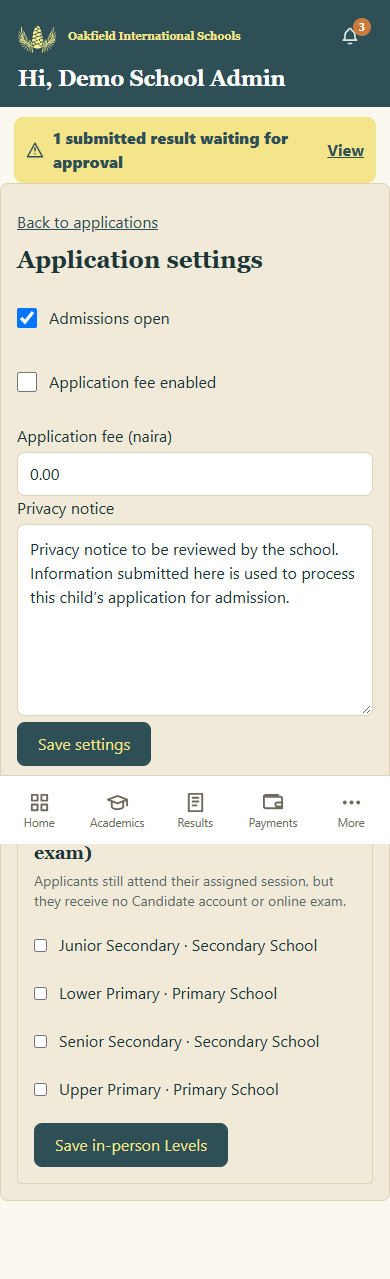 Oakfield International Schools
3
Hi, Demo School Admin
1 submitted result waiting for
approval
View
Back to applications
Application settings
Admissions open
Application fee enabled
Application fee (naira)
0.00
Privacy notice
Privacy notice to be reviewed by the school.
Information submitted here is used to process
this child's application for admission.
Save settings
Home
Academics
Results
Payments
More
exam)
Applicants still attend their assigned session, but
they receive no Candidate account or online exam.
Junior Secondary · Secondary School
Lower Primary · Primary School
Senior Secondary · Secondary School
Upper Primary · Primary School
Save in-person Levels